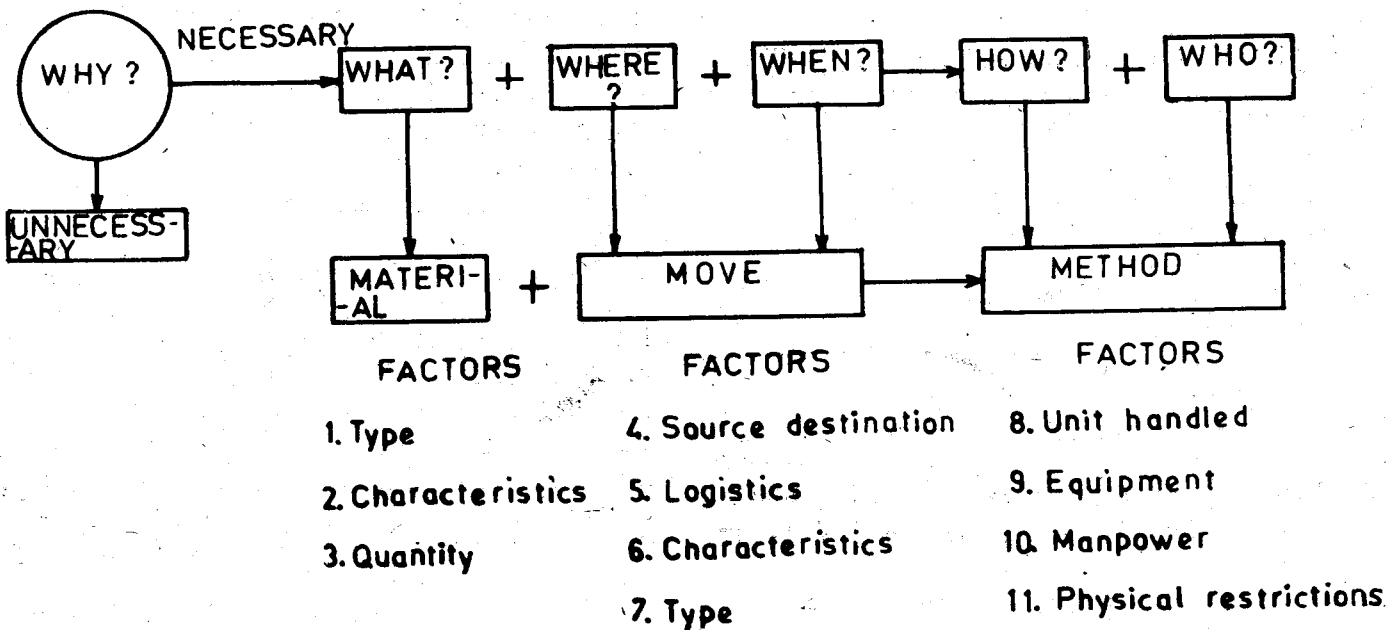 NECESSARY
WHY ?
WHAT ?
+
WHERE
?
+
WHEN?
HOW?
+
WHO?
UNNECESS-
-ARY
MATERI-
-AL
+
MOVE
METHOD
FACTORS
1. Type
2. Characteristics
3. Quantity
FACTORS
4. Source destination
5. Logistics
6. Characteristics
7. Type
FACTORS
8. Unit handled
9. Equipment
10. Manpower
11. Physical restrictions